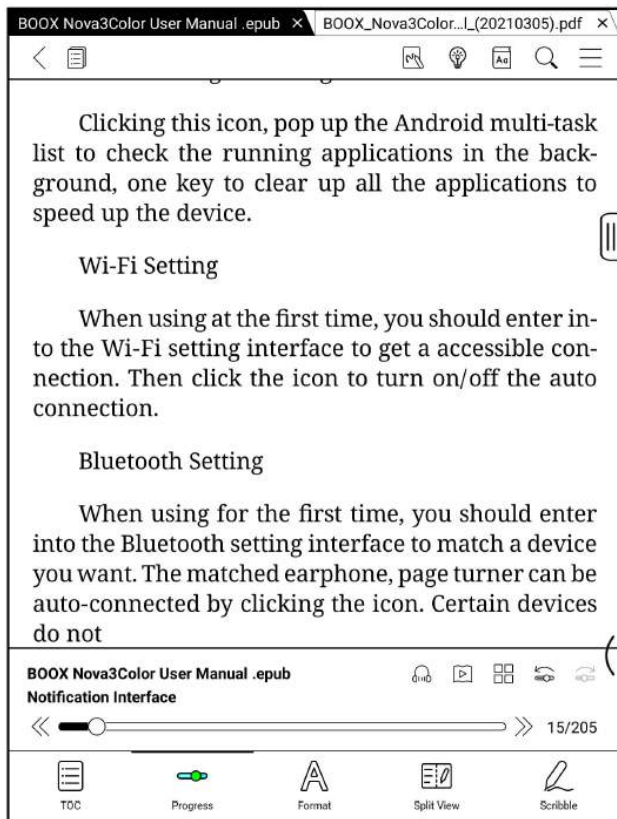 BOOX Nova3Color User Manual .epub ×
BOOX_Nova3Color...l_(20210305).pdf ×
Aα
Clicking this icon, pop up the Android multi-task
list to check the running applications in the back-
ground, one key to clear up all the applications to
speed up the device.
Wi-Fi Setting
When using at the first time, you should enter in-
to the Wi-Fi setting interface to get a accessible con-
nection. Then click the icon to turn on/off the auto
connection.
Bluetooth Setting
When using for the first time, you should enter
into the Bluetooth setting interface to match a device
you want. The matched earphone, page turner can be
auto-connected by clicking the icon. Certain devices
do not
BOOX Nova3Color User Manual .epub
Notification Interface
15/205
TOC
Progress
Format
Split View
Scribble